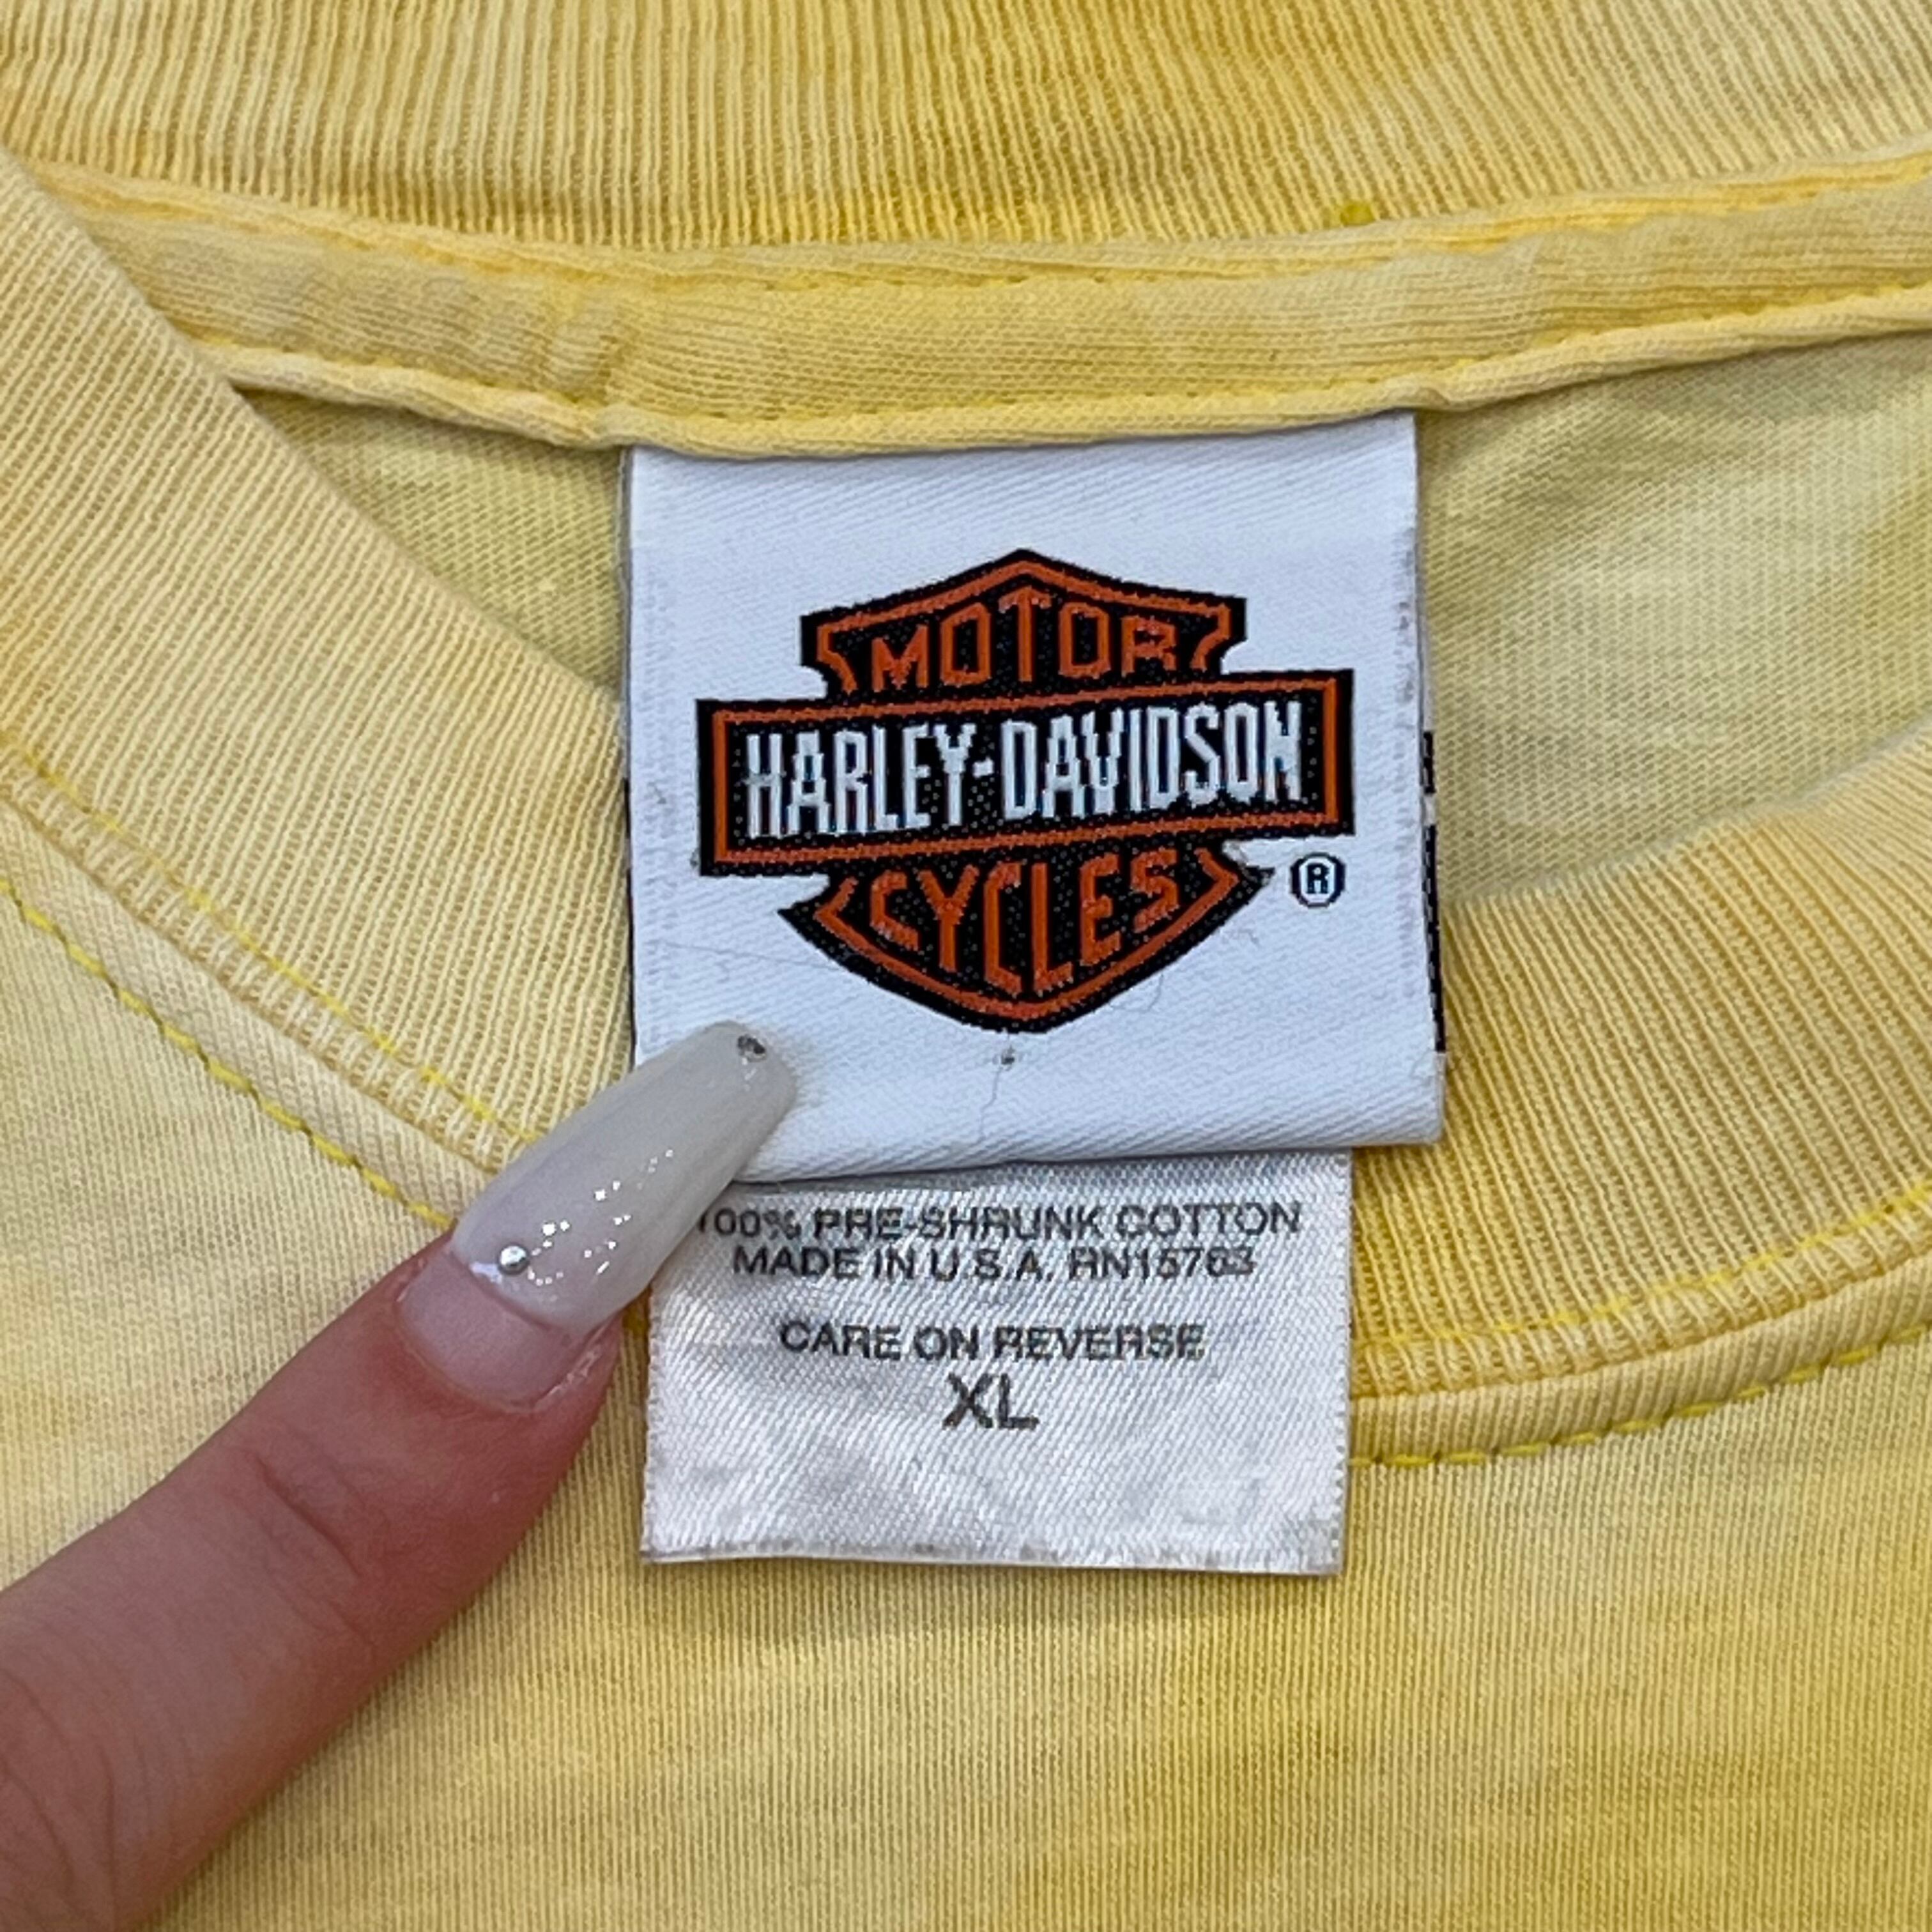 MOTOR
HARLEY-DAVIDSON
CYCLES
®
100% PRE-SHRUNK COTTON
MADE IN U.S.A. RN15763
CARE ON REVERSE
XL